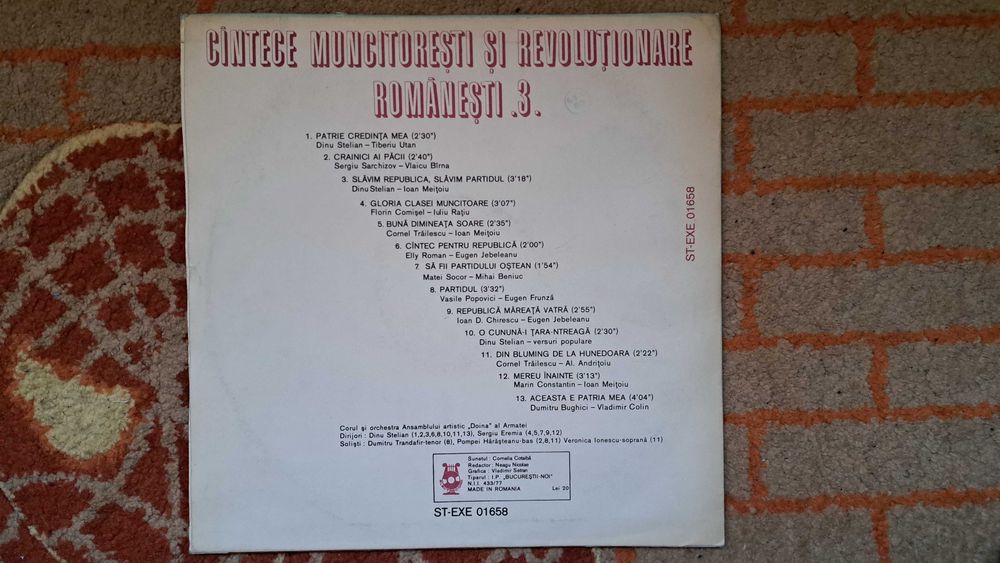 CÎNTECE MUNCITOREȘTI ȘI REVOLUȚIONARE
ROMÂNEȘTI .3.
1. PATRIE CREDINȚA MEA (2'30")
Dinu Stelian – Tiberiu Utan
2. CRAINICI AI PĂCII (2'40")
Sergiu Sarchizov – Vlaicu Bîrna
3. SLĂVIM REPUBLICA, SLĂVIM PARTIDUL (3'18")
Dinu Stelian – Ioan Meițoiu
4. GLORIA CLASEI MUNCITOARE (3'07")
Florin Comișel – Iuliu Rațiu
5. BUNĂ DIMINEAȚA SOARE (2'35")
Cornel Trăilescu – Ioan Meițoiu
6. CÎNTEC PENTRU REPUBLICĂ (2'00")
Elly Roman – Eugen Jebeleanu
7. SĂ FII PARTIDULUI OȘTEAN (1'54")
Matei Socor – Mihai Beniuc
8. PARTIDUL (3'32")
Vasile Popovici – Eugen Frunză
9. REPUBLICĂ MĂREAȚĂ VATRĂ (2'55")
Ioan D. Chirescu – Eugen Jebeleanu
10. O CUNUNĂ-I ȚARA-NTREAGĂ (2'30")
Dinu Stelian – versuri populare
11. DIN BLUMING DE LA HUNEDOARA (2'22")
Cornel Trăilescu – Al. Andrițoiu
12. MEREU ÎNAINTE (3'13")
Marin Constantin – Ioan Meițoiu
13. ACEASTA E PATRIA MEA (4'04")
Dumitru Bughici – Vladimir Colin
Corul și orchestra Ansamblului artistic „Doina" al Armatei
Dirijori : Dinu Stelian (1,2,3,6,8,10,11,13), Sergiu Eremia (4,5,7,9,12)
Soliști : Dumitru Trandafir-tenor (8), Pompei Hărășteanu-bas (2,8,11) Veronica Ionescu-soprană (11)
Sunetul : Cornelia Cotaibă
Redactor : Neagu Nicolae
Grafica : Vladimir Șetran
Tiparul : I.P. „BUCUREȘTII-NOI"
N.I.I. 433/77
MADE IN ROMANIA Lei 20
ST-EXE 01658
ST-EXE 01658